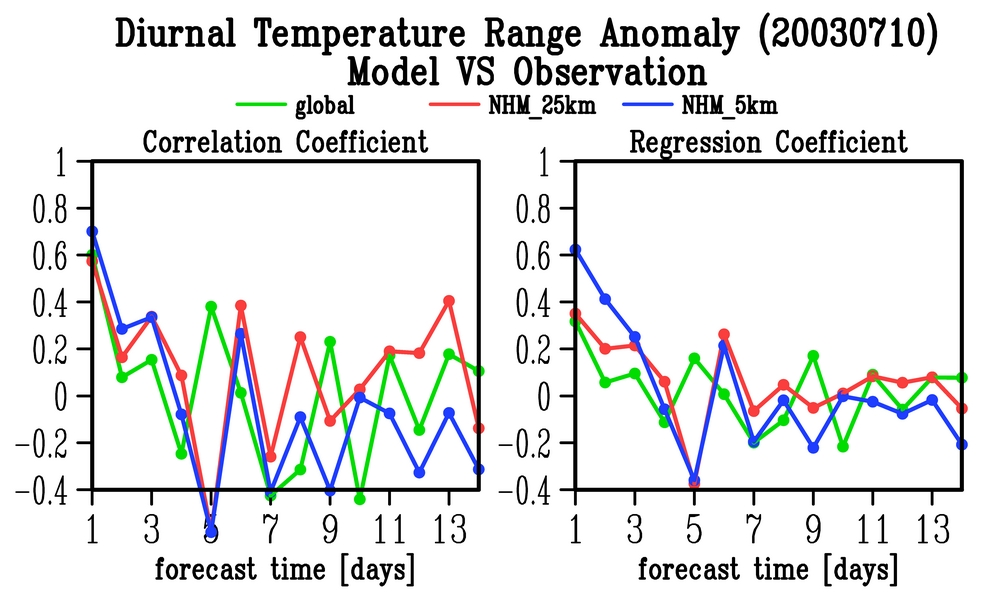 Diurnal Temperature Range Anomaly (20030710)
Model VS Observation
global NHM_25km NHM_5km
Correlation Coefficient
1
0.8
0.6
0.4
0.2
0
−0.2
−0.4
1 3 5 7 9 11 13
forecast time [days]
Regression Coefficient
1
0.8
0.6
0.4
0.2
0
−0.2
−0.4
1 3 5 7 9 11 13
forecast time [days]